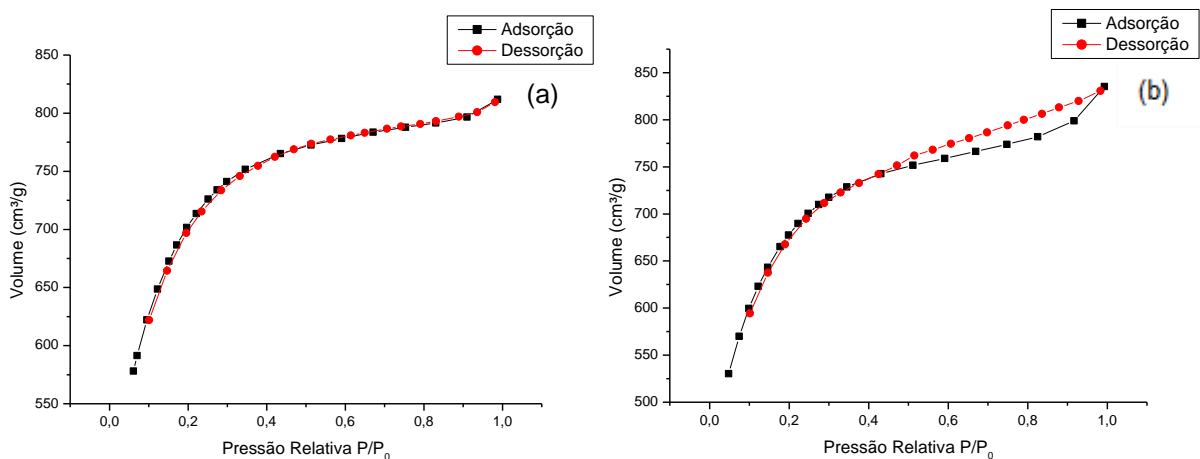 Adsorção
Dessorção
(a)
850
800
750
700
650
600
550
Volume (cm³/g)
0,0 0,2 0,4 0,6 0,8 1,0
Pressão Relativa P/P₀
Adsorção
Dessorção
(b)
850
800
750
700
650
600
550
500
Volume (cm³/g)
0,0 0,2 0,4 0,6 0,8 1,0
Pressão Relativa P/P₀